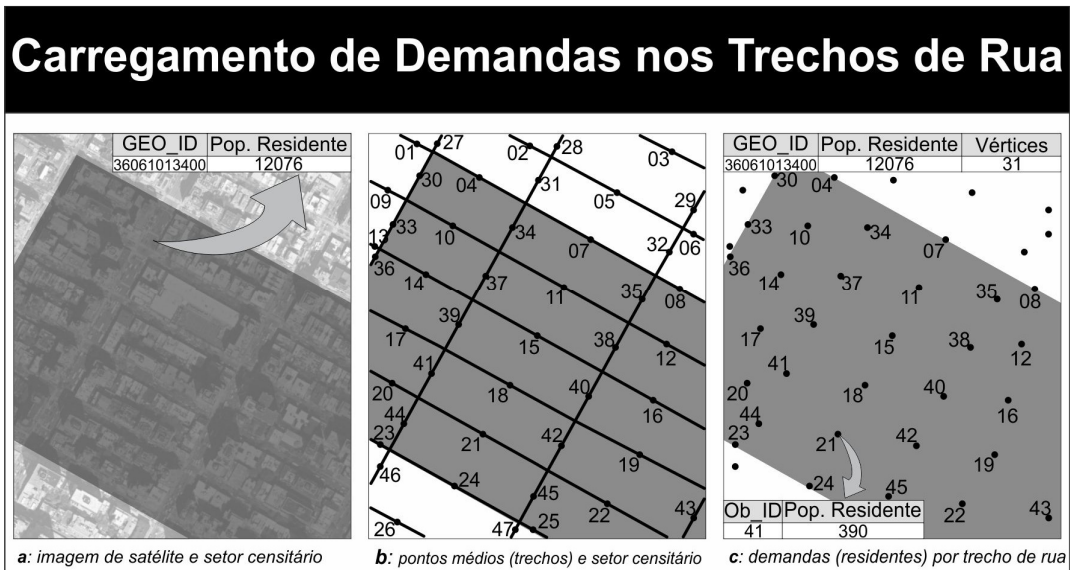 Carregamento de Demandas nos Trechos de Rua
GEO_ID Pop. Residente
36061013400 12076
a: imagem de satélite e setor censitário
01 27 02 28 03
30 04 31
09 05 29
33 10 34
13 07 32 06
36
14 37 11 35 08
39
17 15 38 12
41
20 18 40 16
44
23 21 42 19
46 24
45 22 43
26 47 25
b: pontos médios (trechos) e setor censitário
GEO_ID Pop. Residente Vértices
36061013400 12076 31
30 04
33 10 34 07
36
14 37 11 35 08
39
17 15 38 12
41
20 18 40 16
44
23 21 42 19
24 45 22 43
Ob_ID Pop. Residente
41 390
c: demandas (residentes) por trecho de rua